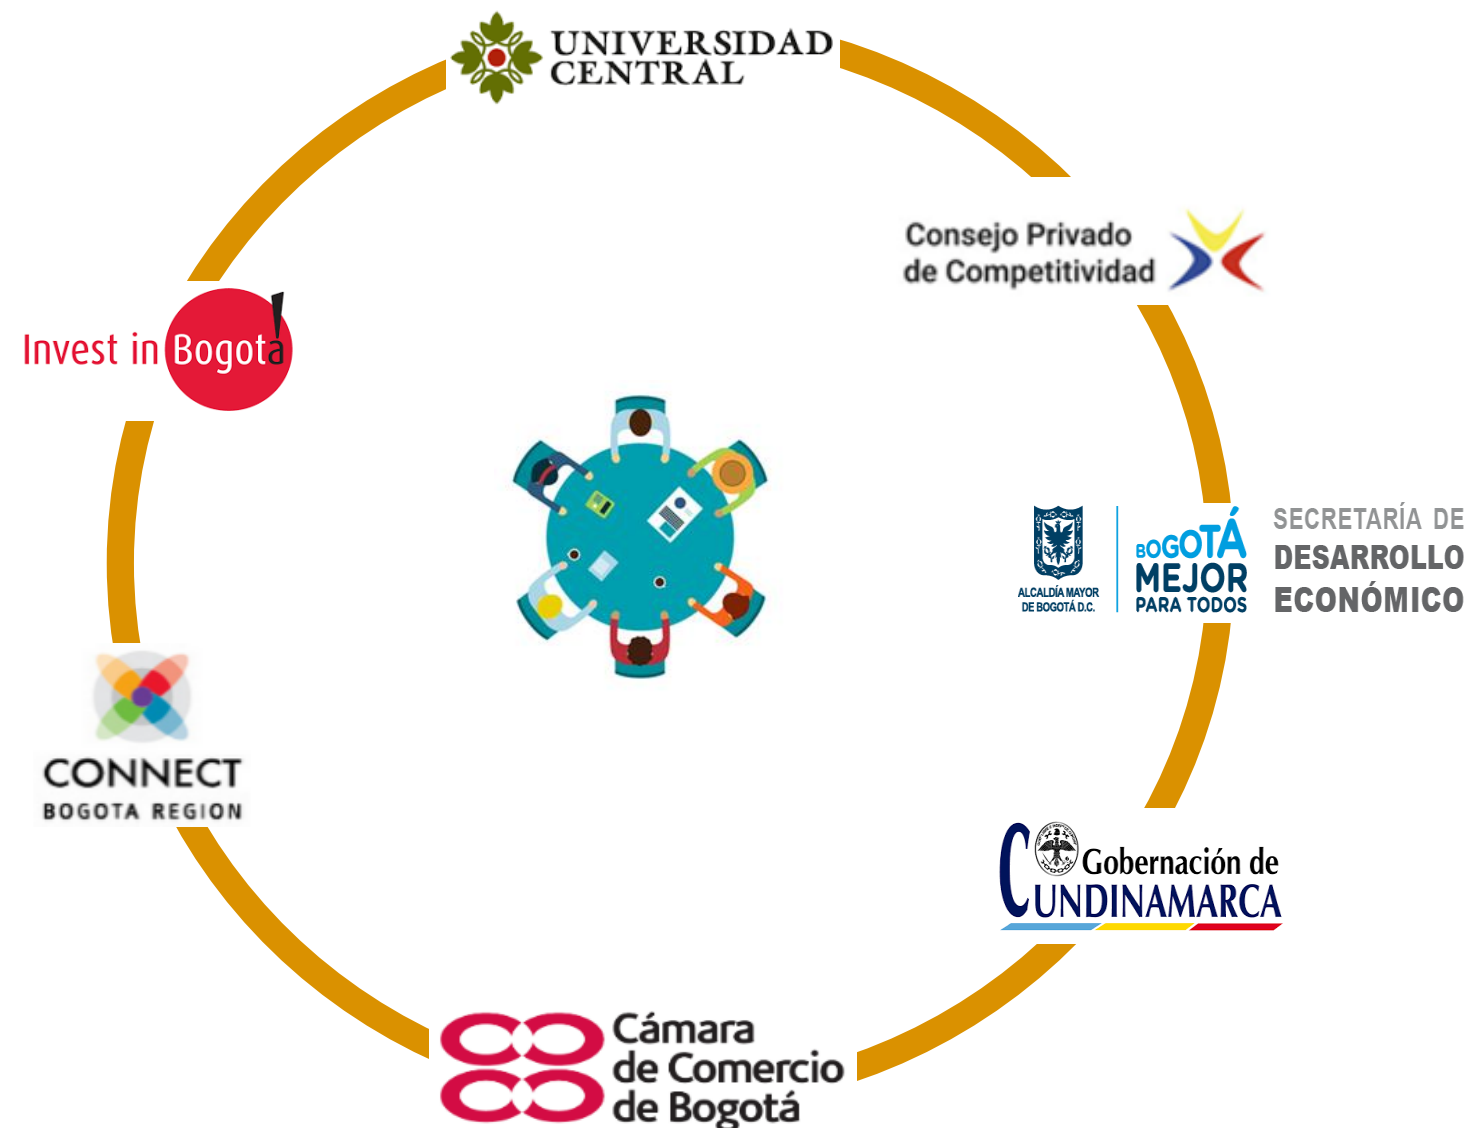 UNIVERSIDAD
CENTRAL
Consejo Privado
de Competitividad
Invest in Bogotá
ALCALDÍA MAYOR
DE BOGOTÁ D.C.
BOGOTÁ
MEJOR
PARA TODOS
SECRETARÍA DE
DESARROLLO
ECONÓMICO
CONNECT
BOGOTA REGION
Gobernación de
CUNDINAMARCA
Cámara
de Comercio
de Bogotá